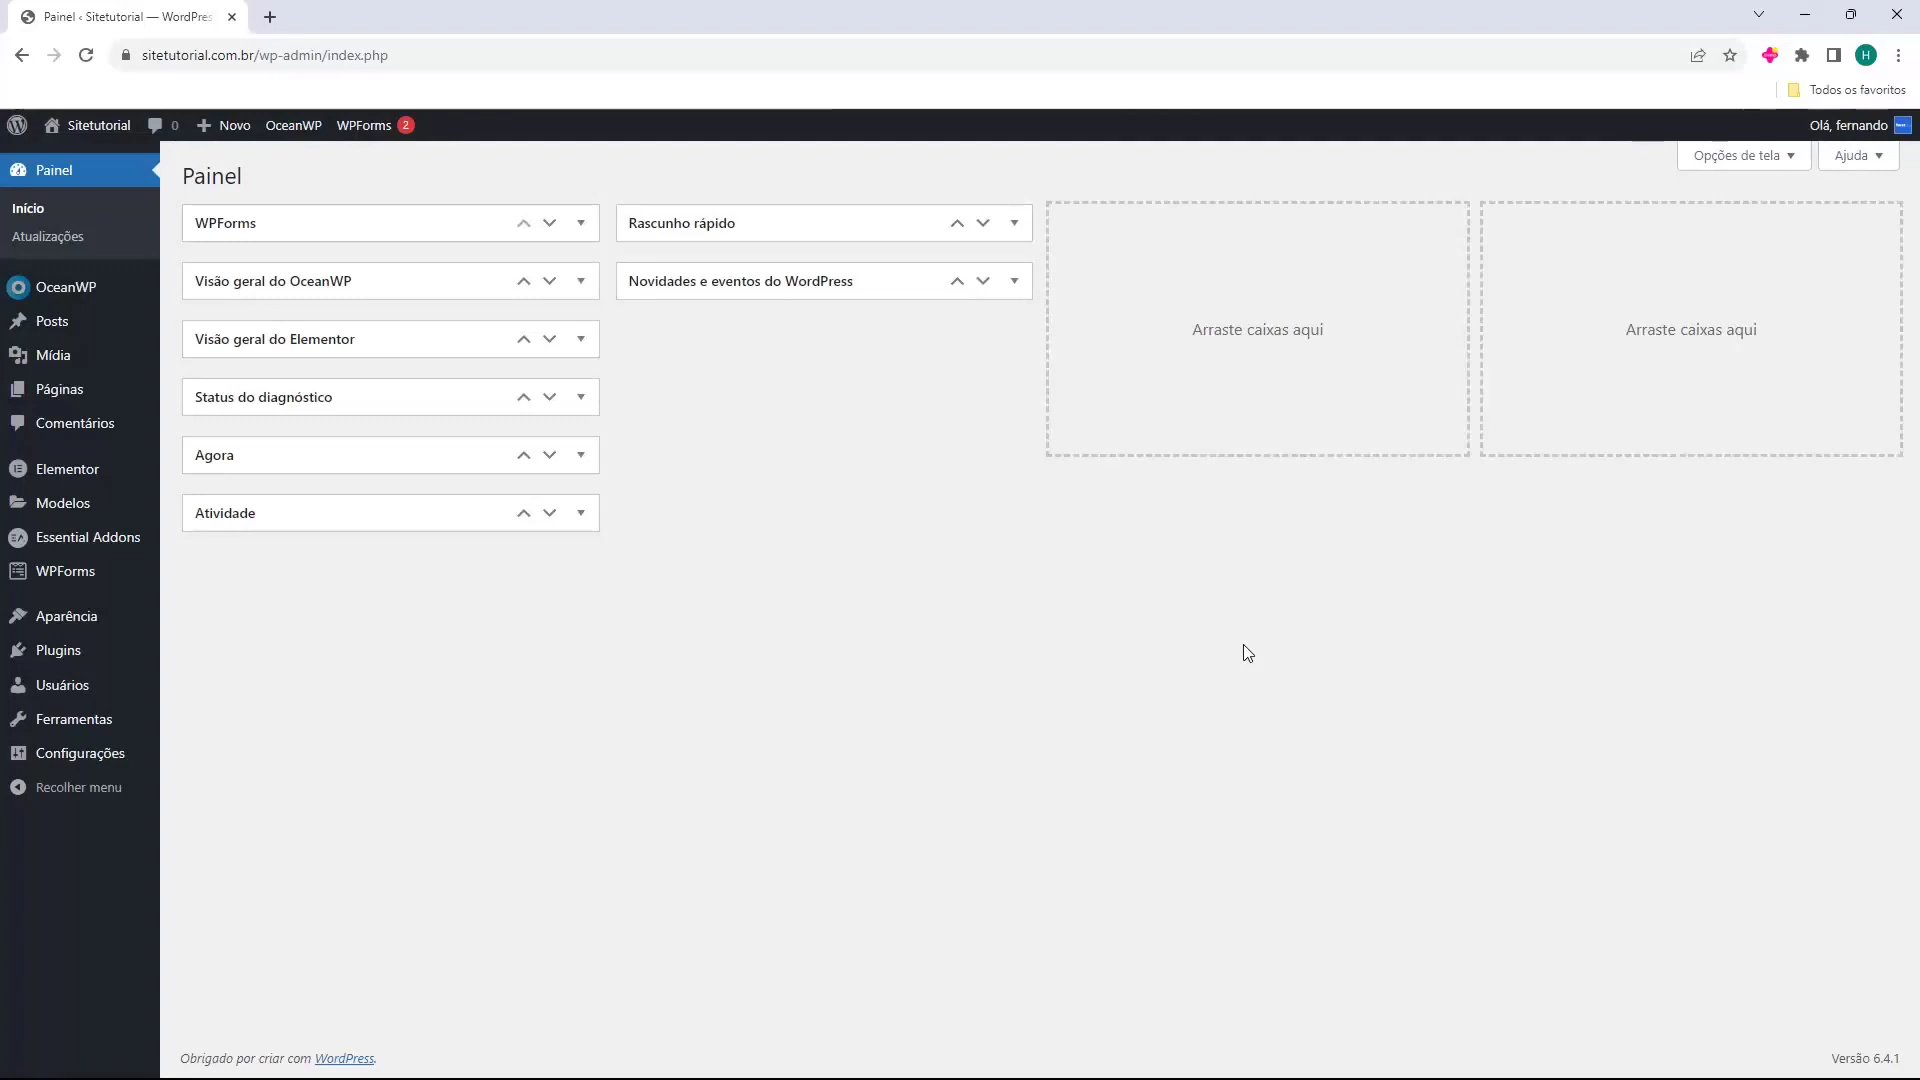 Painel ‹ Sitetutorial — WordPres
sitetutorial.com.br/wp-admin/index.php
H
Todos os favoritos
Sitetutorial 0 Novo OceanWP WPForms 2
Olá, fernando
Painel
Início
Atualizações
OceanWP
Posts
Mídia
Páginas
Comentários
Elementor
Modelos
Essential Addons
WPForms
Aparência
Plugins
Usuários
Ferramentas
Configurações
Recolher menu
Opções de tela
Ajuda
Painel
WPForms
Visão geral do OceanWP
Visão geral do Elementor
Status do diagnóstico
Agora
Atividade
Rascunho rápido
Novidades e eventos do WordPress
Arraste caixas aqui
Arraste caixas aqui
Obrigado por criar com WordPress.
Versão 6.4.1